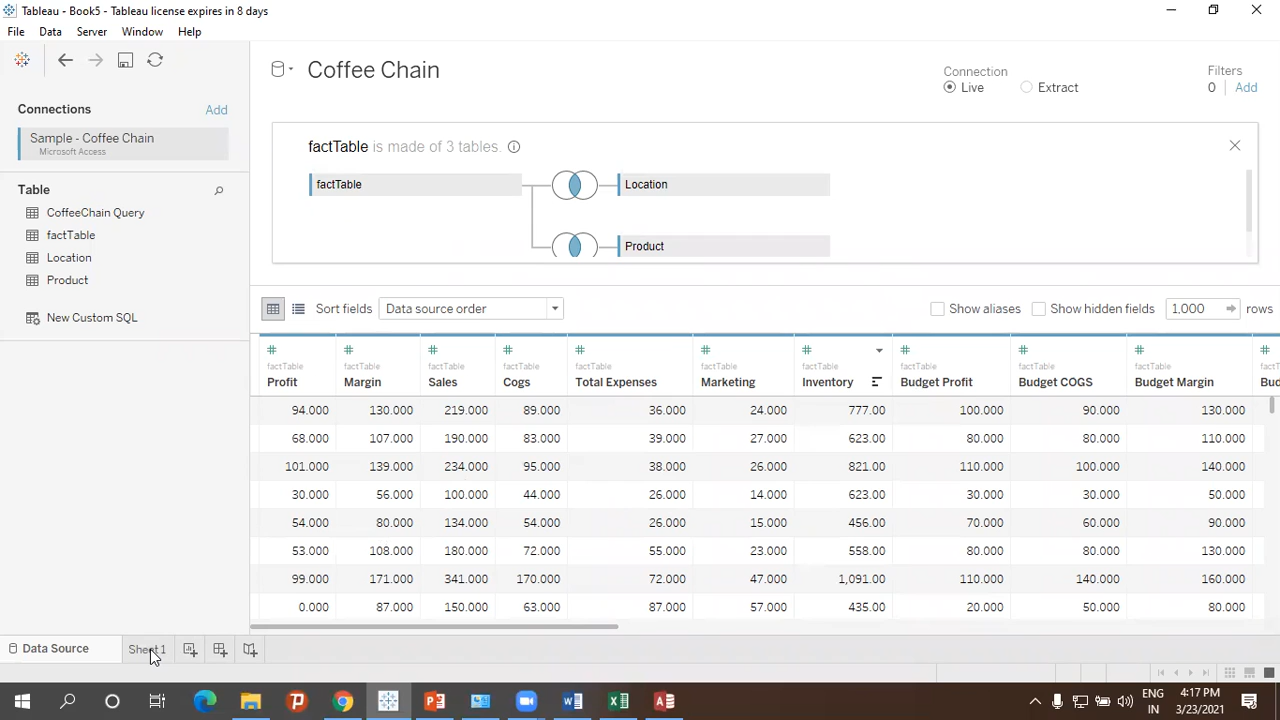 Tableau - Book5 - Tableau license expires in 8 days
File Data Server Window Help
Coffee Chain
Connection
Live Extract
Filters
0 Add
Connections Add
Sample - Coffee Chain
Microsoft Access
Table
CoffeeChain Query
factTable
Location
Product
New Custom SQL
factTable is made of 3 tables.
factTable Location
Product
Sort fields Data source order Show aliases Show hidden fields 1,000 rows
factTable factTable factTable factTable factTable factTable factTable factTable factTable factTable
Profit Margin Sales Cogs Total Expenses Marketing Inventory Budget Profit Budget COGS Budget Margin Bud
94.000 130.000 219.000 89.000 36.000 24.000 777.00 100.000 90.000 130.000
68.000 107.000 190.000 83.000 39.000 27.000 623.00 80.000 80.000 110.000
101.000 139.000 234.000 95.000 38.000 26.000 821.00 110.000 100.000 140.000
30.000 56.000 100.000 44.000 26.000 14.000 623.00 30.000 30.000 50.000
54.000 80.000 134.000 54.000 26.000 15.000 456.00 70.000 60.000 90.000
53.000 108.000 180.000 72.000 55.000 23.000 558.00 80.000 80.000 130.000
99.000 171.000 341.000 170.000 72.000 47.000 1,091.00 110.000 140.000 160.000
0.000 87.000 150.000 63.000 87.000 57.000 435.00 20.000 50.000 80.000
Data Source Sheet 1
ENG 4:17 PM
IN 3/23/2021